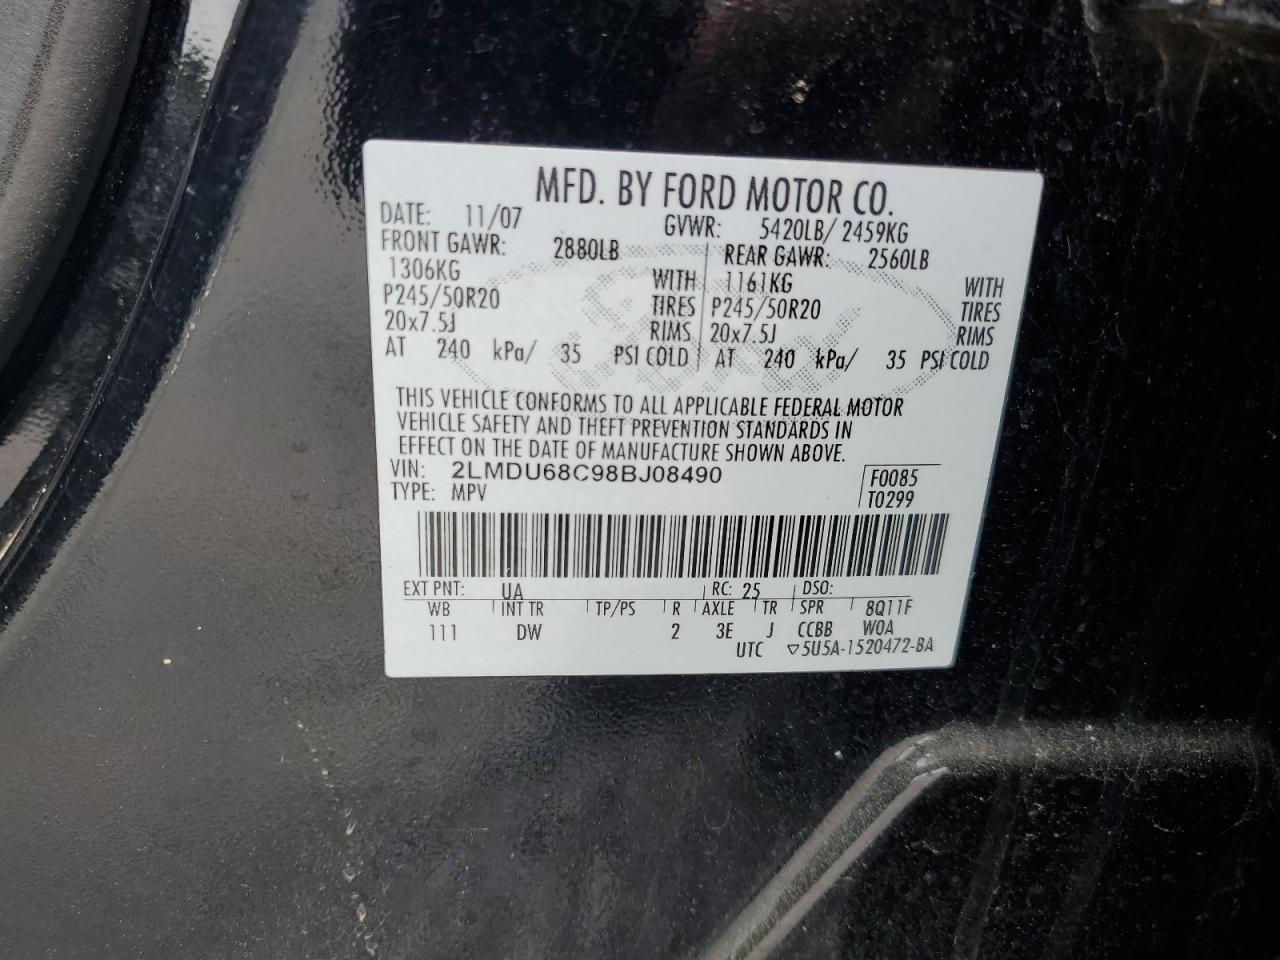 MFD. BY FORD MOTOR CO.
DATE: 11/07 GVWR: 5420LB/ 2459KG
FRONT GAWR: 2880LB REAR GAWR: 2560LB
1306KG WITH 1161KG WITH
P245/50R20 TIRES P245/50R20 TIRES
20x7.5J RIMS 20x7.5J RIMS
AT 240 kPa/ 35 PSI COLD AT 240 kPa/ 35 PSI COLD
THIS VEHICLE CONFORMS TO ALL APPLICABLE FEDERAL MOTOR
VEHICLE SAFETY AND THEFT PREVENTION STANDARDS IN
EFFECT ON THE DATE OF MANUFACTURE SHOWN ABOVE.
VIN: 2LMDU68C98BJ08490 F0085
TYPE: MPV T0299
EXT PNT: UA RC: 25 DSO:
WB INT TR TP/PS R AXLE TR SPR 8Q11F
111 DW 2 3E J CCBB WOA
UTC ▽5U5A-1520472-BA